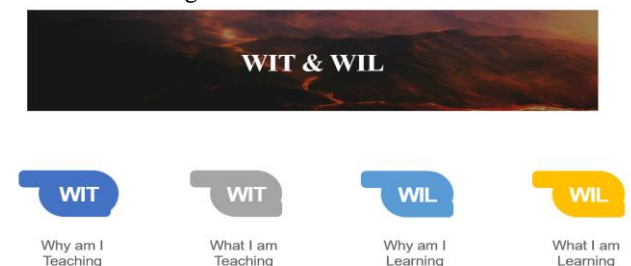 WIT & WIL
WIT
WIT
WIL
WIL
Why am I
Teaching
What I am
Teaching
Why am I
Learning
What I am
Learning